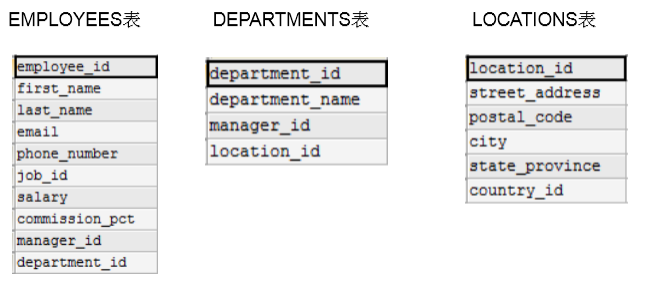 EMPLOYEES表
employee_id
first_name
last_name
email
phone_number
job_id
salary
commission_pct
manager_id
department_id
DEPARTMENTS表
department_id
department_name
manager_id
location_id
LOCATIONS表
location_id
street_address
postal_code
city
state_province
country_id